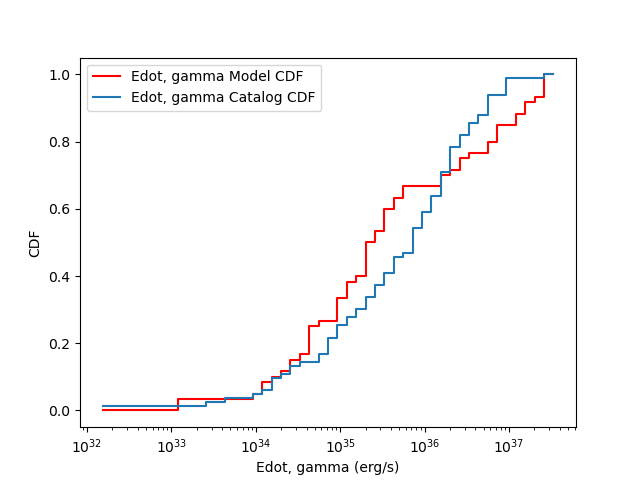 Edot, gamma Model CDF
Edot, gamma Catalog CDF
1.0
0.8
0.6
0.4
0.2
0.0
CDF
10^32 10^33 10^34 10^35 10^36 10^37
Edot, gamma (erg/s)